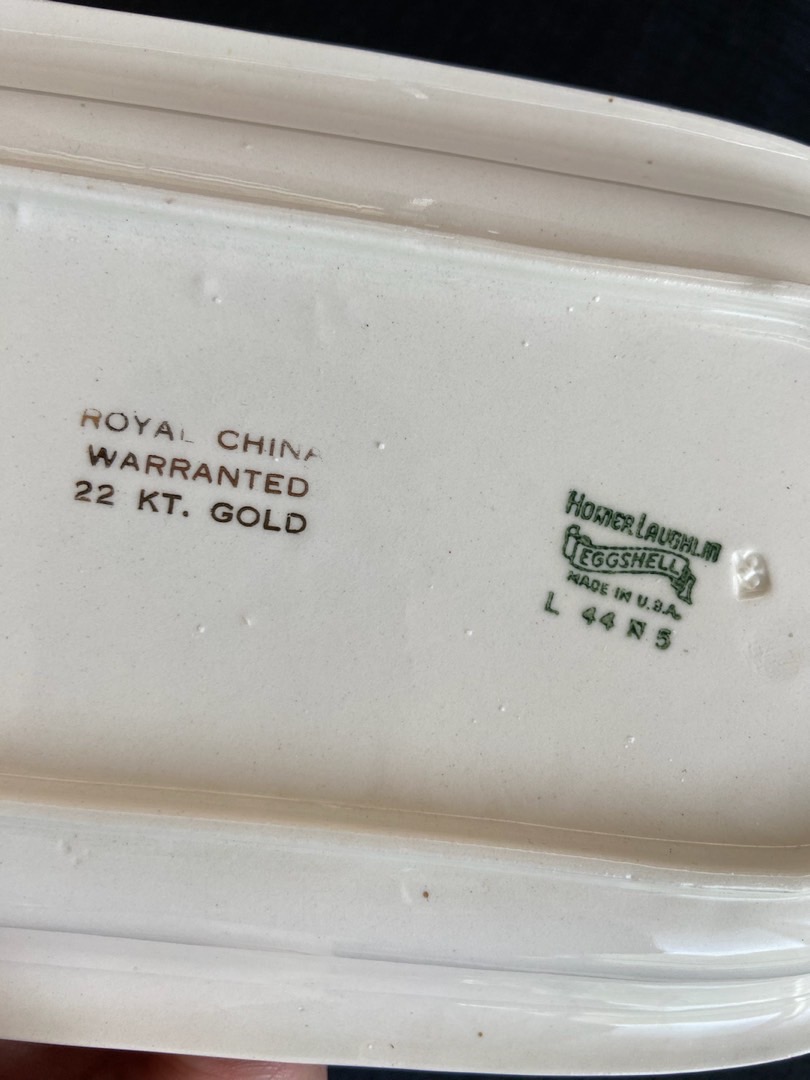 ROYAL CHINA
WARRANTED
22 KT. GOLD
HOMER LAUGHLIN
EGGSHELL
MADE IN U.S.A.
L 44 N 5